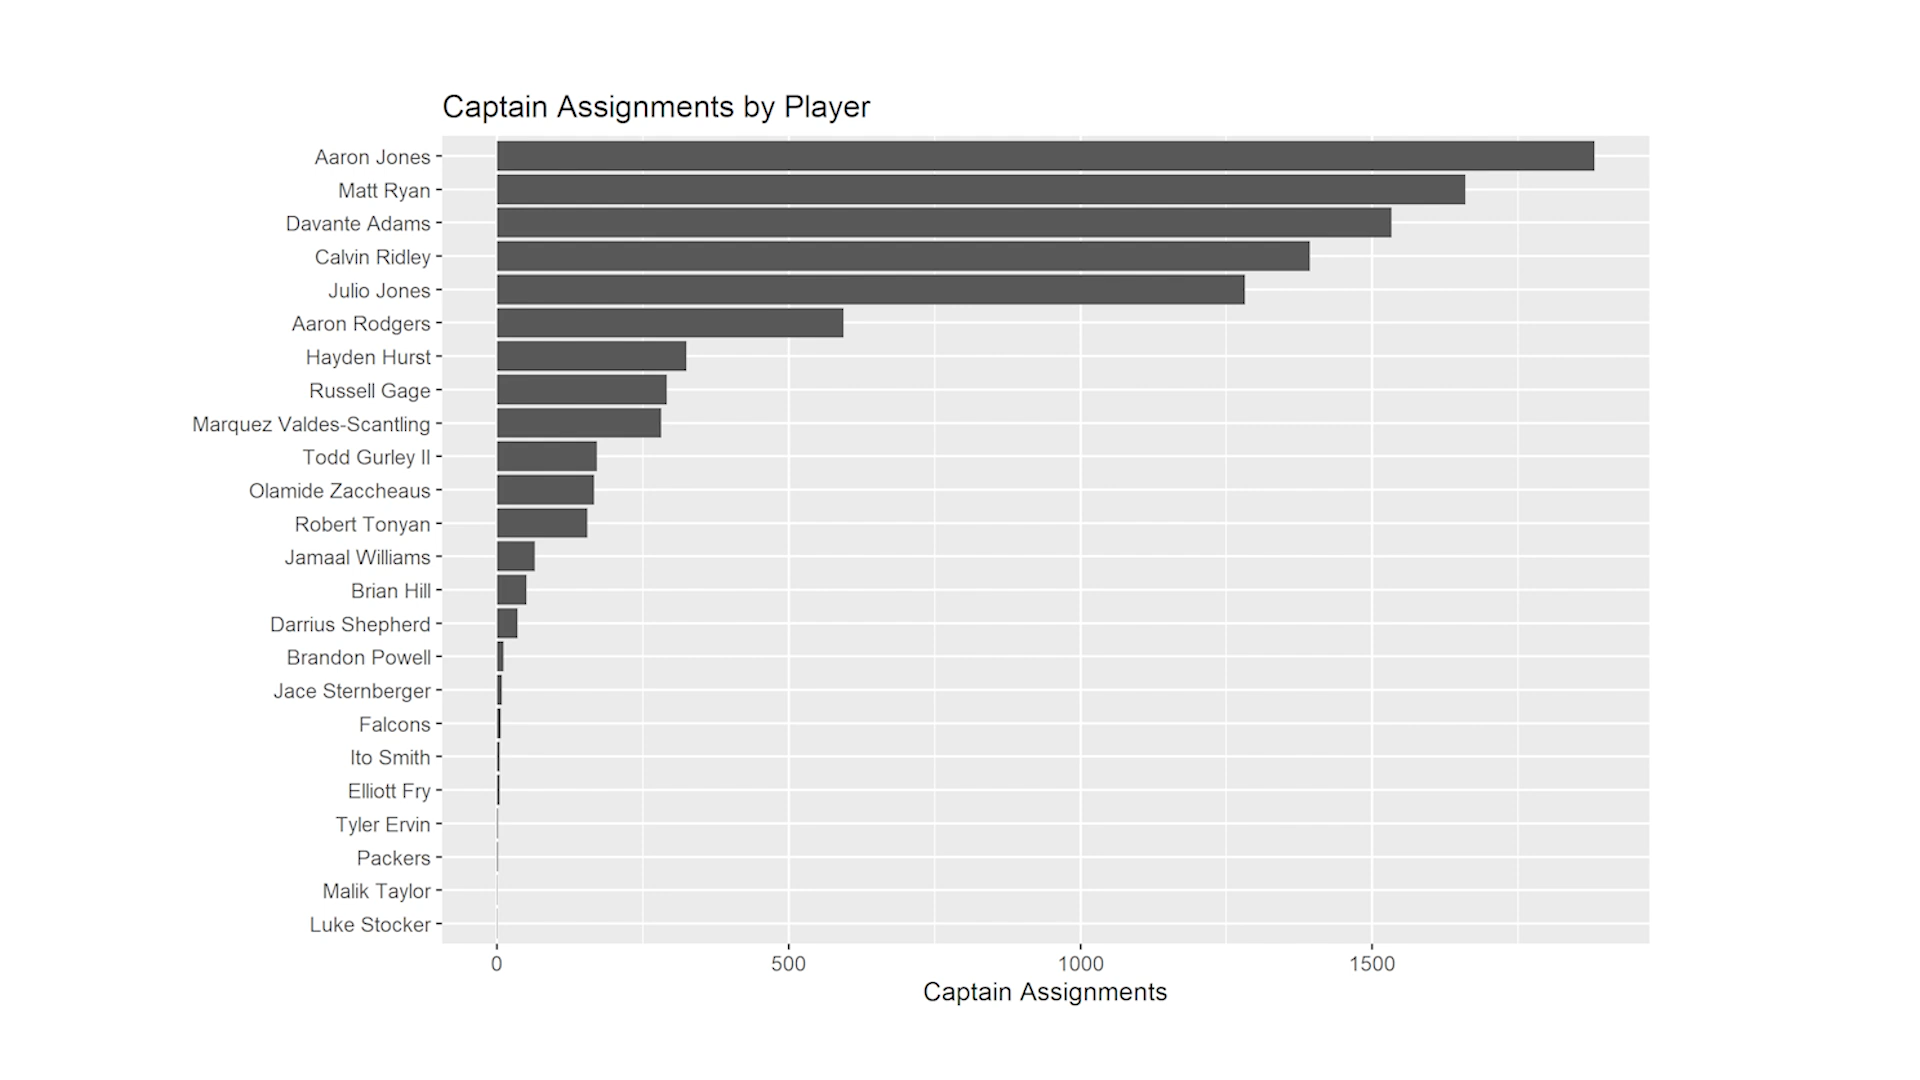 Captain Assignments by Player
Aaron Jones
Matt Ryan
Davante Adams
Calvin Ridley
Julio Jones
Aaron Rodgers
Hayden Hurst
Russell Gage
Marquez Valdes-Scantling
Todd Gurley II
Olamide Zaccheaus
Robert Tonyan
Jamaal Williams
Brian Hill
Darrius Shepherd
Brandon Powell
Jace Sternberger
Falcons
Ito Smith
Elliott Fry
Tyler Ervin
Packers
Malik Taylor
Luke Stocker
0 500 1000 1500
Captain Assignments